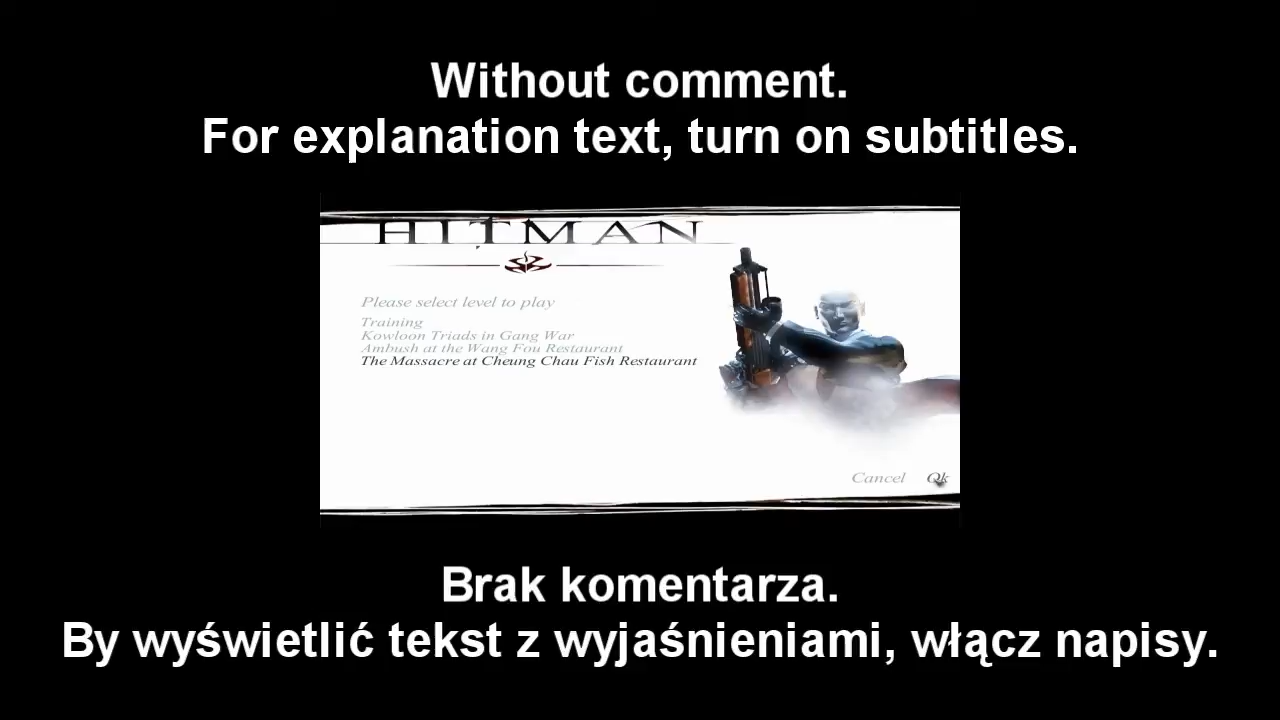 Without comment.
For explanation text, turn on subtitles.
HITMAN
Please select level to play
Training
Kowloon Triads in Gang War
Ambush at the Wang Fou Restaurant
The Massacre at Cheung Chau Fish Restaurant
Cancel Ok
Brak komentarza.
By wyświetlić tekst z wyjaśnieniami, włącz napisy.